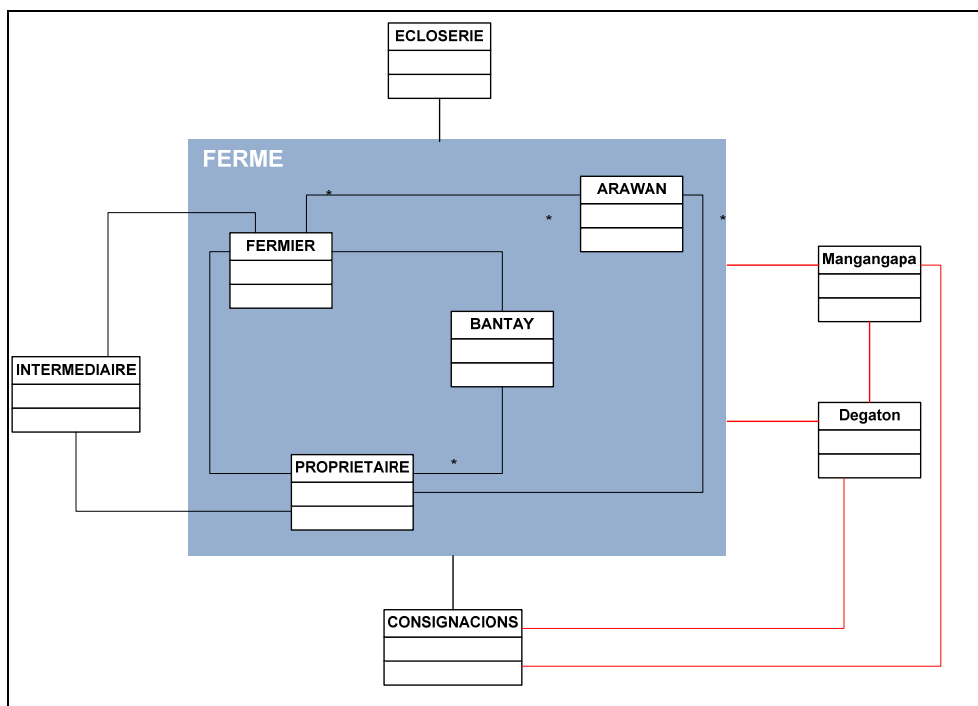 ECLOSERIE
FERME
ARAWAN
*
*
*
FERMIER
Mangangapa
BANTAY
INTERMEDIAIRE
Degaton
PROPRIETAIRE
*
CONSIGNACIONS